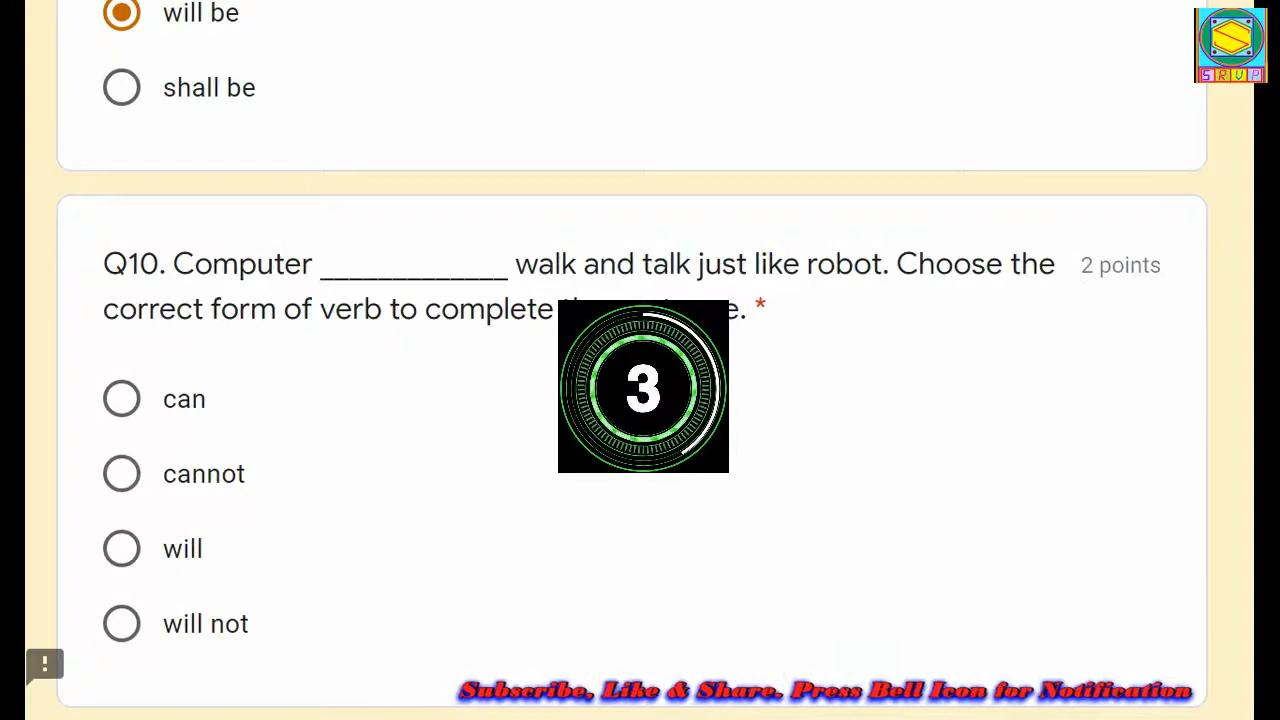 will be
shall be
SRVP
Q10. Computer _____________ walk and talk just like robot. Choose the
2 points
correct form of verb to complete e. *
3
can
cannot
will
will not
!
Subscribe, Like & Share. Press Bell Icon for Notification